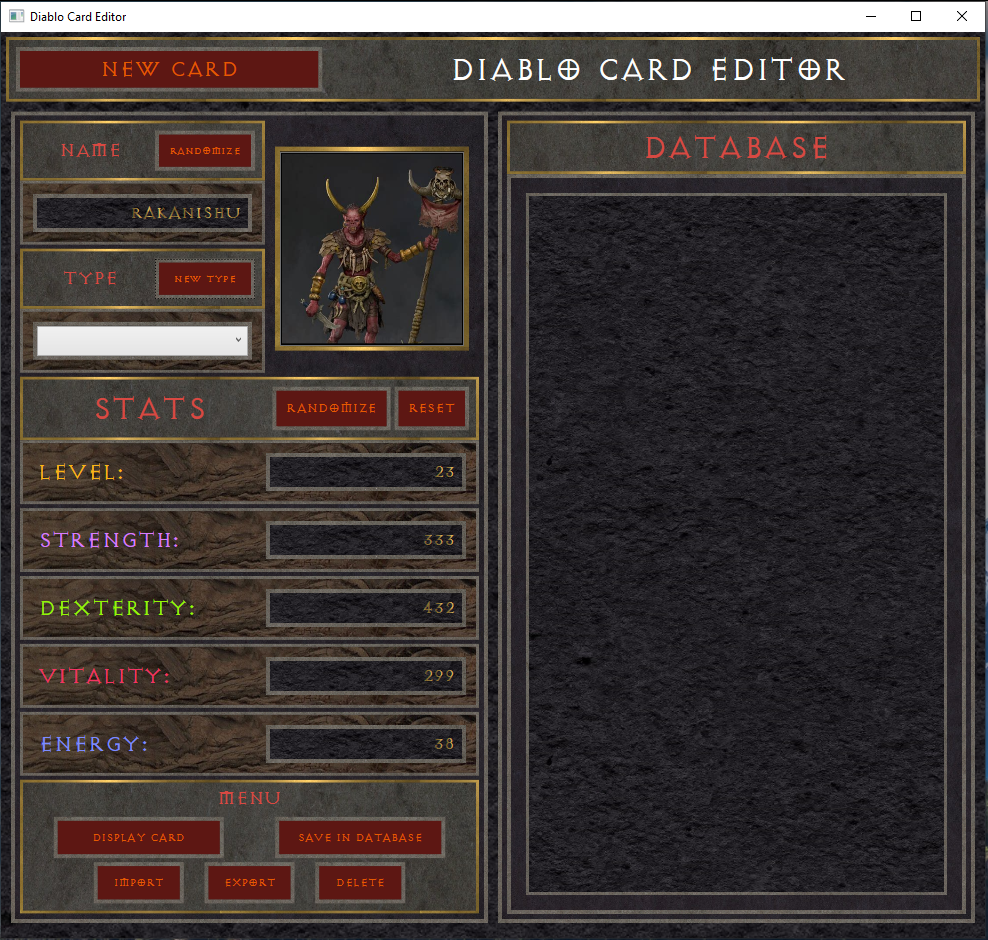 Diablo Card Editor
NEW CARD
DIABLO CARD EDITOR
NAME
RANDOMIZE
RAKANISHU
TYPE
NEW TYPE
STATS
RANDOMIZE
RESET
LEVEL:
23
STRENGTH:
333
DEXTERITY:
432
VITALITY:
299
ENERGY:
38
MENU
DISPLAY CARD
SAVE IN DATABASE
IMPORT
EXPORT
DELETE
DATABASE